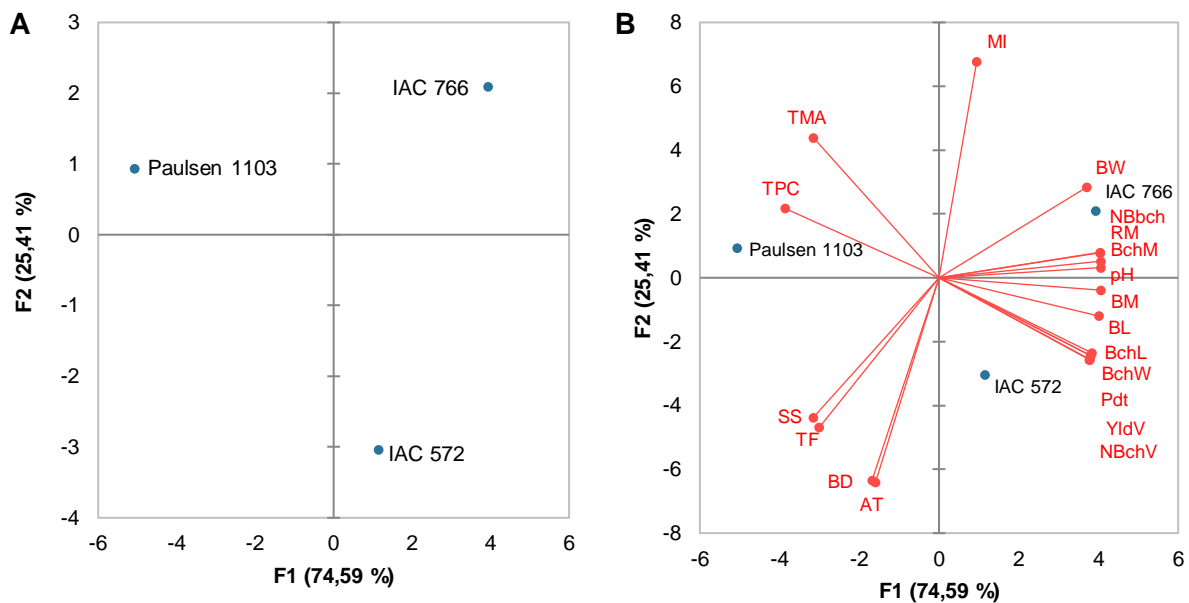 A
3
2
1
0
-1
-2
-3
-4
-6
-4
-2
0
2
4
6
F2 (25,41 %)
F1 (74,59 %)
IAC 766
Paulsen 1103
IAC 572
B
8
6
4
2
0
-2
-4
-6
-8
-6
-4
-2
0
2
4
6
F2 (25,41 %)
F1 (74,59 %)
MI
TMA
TPC
BW
IAC 766
NBbch
RM
BchM
Paulsen 1103
pH
BM
BL
BchL
BchW
IAC 572
Pdt
YldV
NBchV
SS
TF
BD
AT